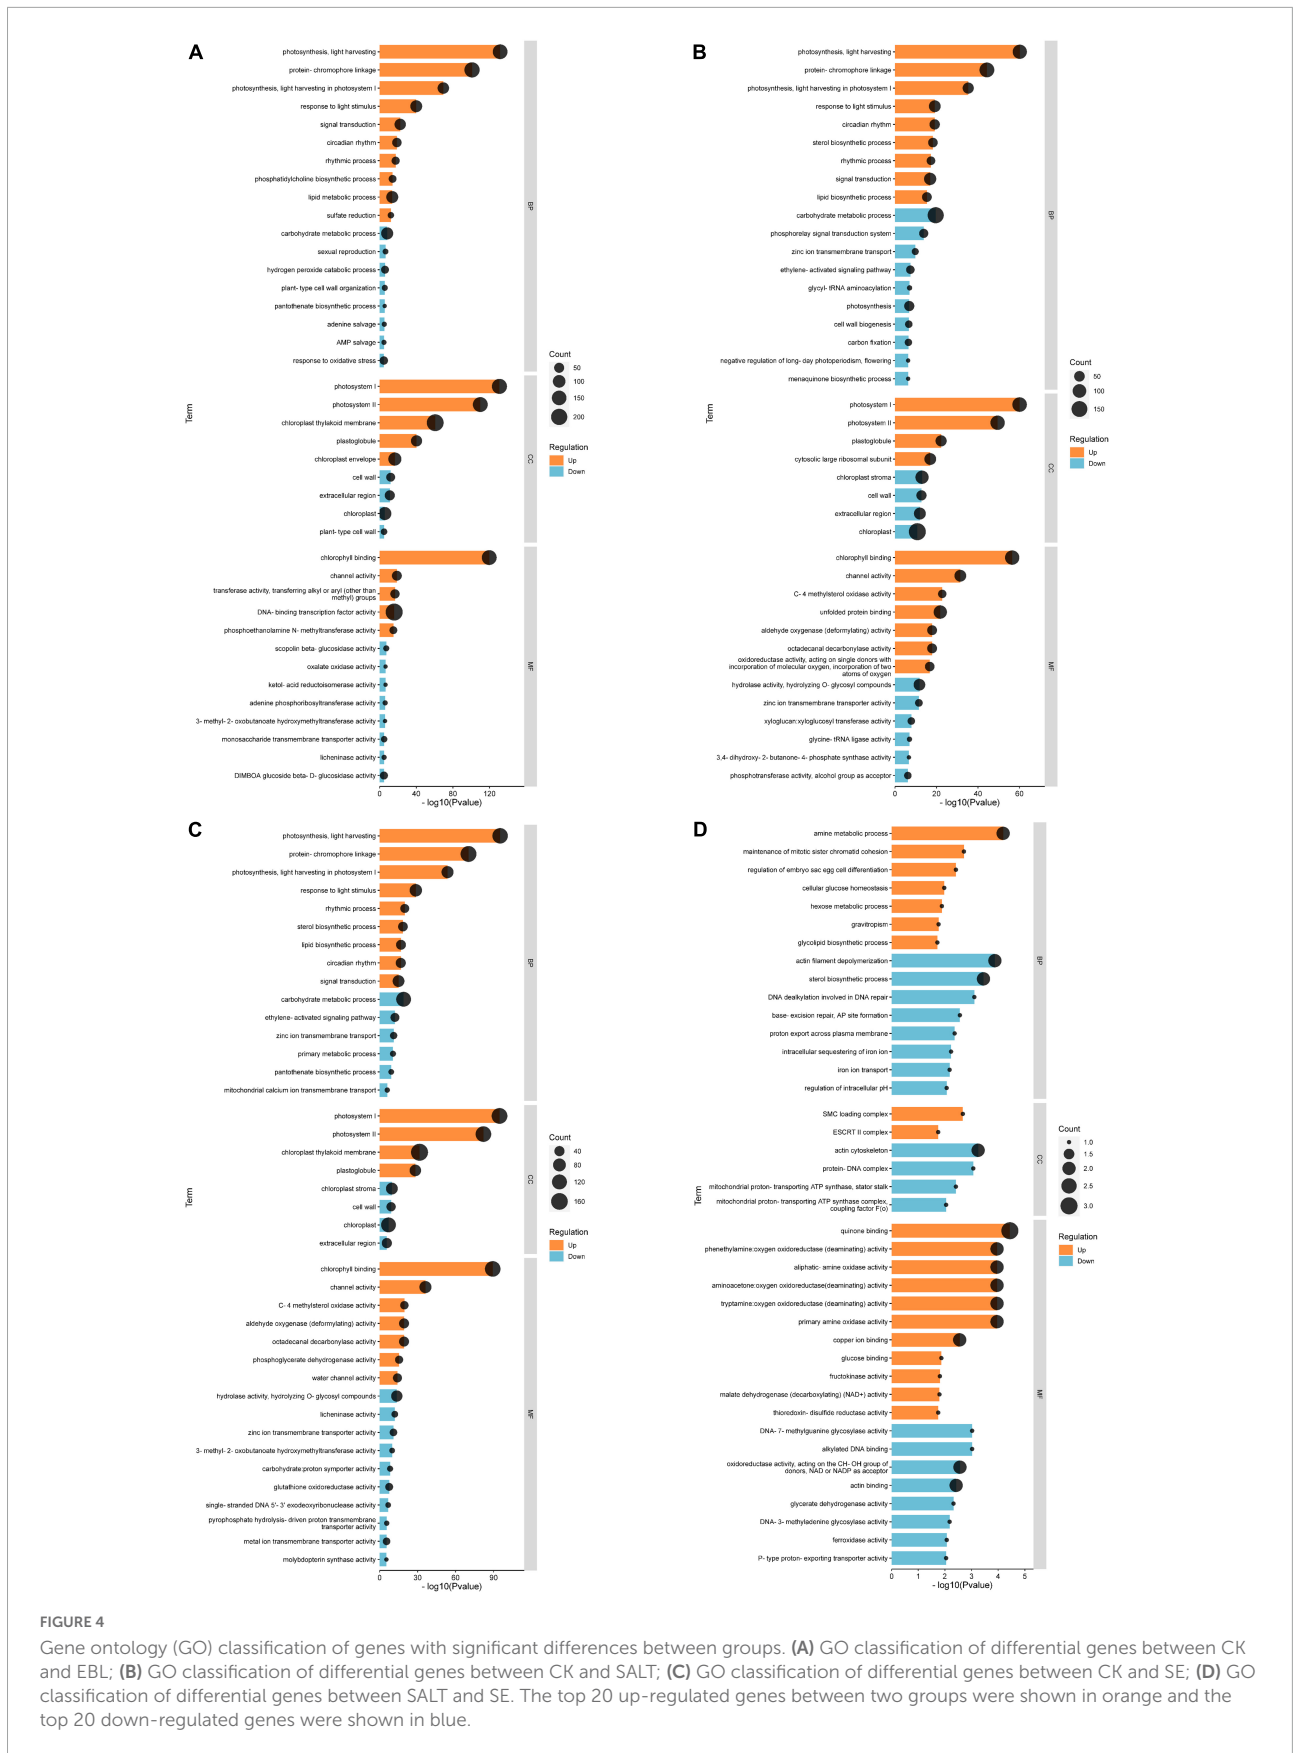 A
photosynthesis, light harvesting
protein- chromophore linkage
photosynthesis, light harvesting in photosystem I
response to light stimulus
signal transduction
circadian rhythm
rhythmic process
phosphatidylcholine biosynthetic process
lipid metabolic process
sulfate reduction
carbohydrate metabolic process
sexual reproduction
hydrogen peroxide catabolic process
plant- type cell wall organization
pantothenate biosynthetic process
adenine salvage
AMP salvage
response to oxidative stress
BP
photosystem I
photosystem II
chloroplast thylakoid membrane
plastoglobule
chloroplast envelope
cell wall
extracellular region
chloroplast
plant- type cell wall
CC
chlorophyll binding
channel activity
transferase activity, transferring alkyl or aryl (other than
methyl) groups
DNA- binding transcription factor activity
phosphoethanolamine N- methyltransferase activity
scopolin beta- glucosidase activity
oxalate oxidase activity
ketol- acid reductoisomerase activity
adenine phosphoribosyltransferase activity
3- methyl- 2- oxobutanoate hydroxymethyltransferase activity
monosaccharide transmembrane transporter activity
licheninase activity
DIMBOA glucoside beta- D- glucosidase activity
MF
0 40 80 120
- log10(Pvalue)
Term
Count
50
100
150
200
Regulation
Up
Down
B
photosynthesis, light harvesting
protein- chromophore linkage
photosynthesis, light harvesting in photosystem I
response to light stimulus
circadian rhythm
sterol biosynthetic process
rhythmic process
signal transduction
lipid biosynthetic process
carbohydrate metabolic process
phosphorelay signal transduction system
zinc ion transmembrane transport
ethylene- activated signaling pathway
glycyl- tRNA aminoacylation
photosynthesis
cell wall biogenesis
carbon fixation
negative regulation of long- day photoperiodism, flowering
menaquinone biosynthetic process
BP
photosystem I
photosystem II
plastoglobule
cytosolic large ribosomal subunit
chloroplast stroma
cell wall
extracellular region
chloroplast
CC
chlorophyll binding
channel activity
C- 4 methylsterol oxidase activity
unfolded protein binding
aldehyde oxygenase (deformylating) activity
octadecanal decarbonylase activity
oxidoreductase activity, acting on single donors with
incorporation of molecular oxygen, incorporation of two
atoms of oxygen
hydrolase activity, hydrolyzing O- glycosyl compounds
zinc ion transmembrane transporter activity
xyloglucan:xyloglucosyl transferase activity
glycine- tRNA ligase activity
3,4- dihydroxy- 2- butanone- 4- phosphate synthase activity
phosphotransferase activity, alcohol group as acceptor
MF
0 20 40 60
- log10(Pvalue)
Term
Count
50
100
150
Regulation
Up
Down
C
photosynthesis, light harvesting
protein- chromophore linkage
photosynthesis, light harvesting in photosystem I
response to light stimulus
rhythmic process
sterol biosynthetic process
lipid biosynthetic process
circadian rhythm
signal transduction
carbohydrate metabolic process
ethylene- activated signaling pathway
zinc ion transmembrane transport
primary metabolic process
pantothenate biosynthetic process
mitochondrial calcium ion transmembrane transport
BP
photosystem I
photosystem II
chloroplast thylakoid membrane
plastoglobule
chloroplast stroma
cell wall
chloroplast
extracellular region
CC
chlorophyll binding
channel activity
C- 4 methylsterol oxidase activity
aldehyde oxygenase (deformylating) activity
octadecanal decarbonylase activity
phosphoglycerate dehydrogenase activity
water channel activity
hydrolase activity, hydrolyzing O- glycosyl compounds
licheninase activity
zinc ion transmembrane transporter activity
3- methyl- 2- oxobutanoate hydroxymethyltransferase activity
carbohydrate:proton symporter activity
glutathione oxidoreductase activity
single- stranded DNA 5'- 3' exodeoxyribonuclease activity
pyrophosphate hydrolysis- driven proton transmembrane
transporter activity
metal ion transmembrane transporter activity
molybdopterin synthase activity
MF
0 30 60 90
- log10(Pvalue)
Term
Count
40
80
120
160
Regulation
Up
Down
D
amine metabolic process
maintenance of mitotic sister chromatid cohesion
regulation of embryo sac egg cell differentiation
cellular glucose homeostasis
hexose metabolic process
gravitropism
glycolipid biosynthetic process
actin filament depolymerization
sterol biosynthetic process
DNA dealkylation involved in DNA repair
base- excision repair, AP site formation
proton export across plasma membrane
intracellular sequestering of iron ion
iron ion transport
regulation of intracellular pH
BP
SMC loading complex
ESCRT II complex
actin cytoskeleton
protein- DNA complex
mitochondrial proton- transporting ATP synthase, stator stalk
mitochondrial proton- transporting ATP synthase complex,
coupling factor F(o)
CC
quinone binding
phenethylamine:oxygen oxidoreductase (deaminating) activity
aliphatic- amine oxidase activity
aminoacetone:oxygen oxidoreductase(deaminating) activity
tryptamine:oxygen oxidoreductase (deaminating) activity
primary amine oxidase activity
copper ion binding
glucose binding
fructokinase activity
malate dehydrogenase (decarboxylating) (NAD+) activity
thioredoxin- disulfide reductase activity
DNA- 7- methylguanine glycosylase activity
alkylated DNA binding
oxidoreductase activity, acting on the CH- OH group of
donors, NAD or NADP as acceptor
actin binding
glycerate dehydrogenase activity
DNA- 3- methyladenine glycosylase activity
ferroxidase activity
P- type proton- exporting transporter activity
MF
0 1 2 3 4 5
- log10(Pvalue)
Term
Count
1.0
1.5
2.0
2.5
3.0
Regulation
Up
Down
FIGURE 4
Gene ontology (GO) classification of genes with significant differences between groups. (A) GO classification of differential genes between CK
and EBL; (B) GO classification of differential genes between CK and SALT; (C) GO classification of differential genes between CK and SE; (D) GO
classification of differential genes between SALT and SE. The top 20 up-regulated genes between two groups were shown in orange and the
top 20 down-regulated genes were shown in blue.